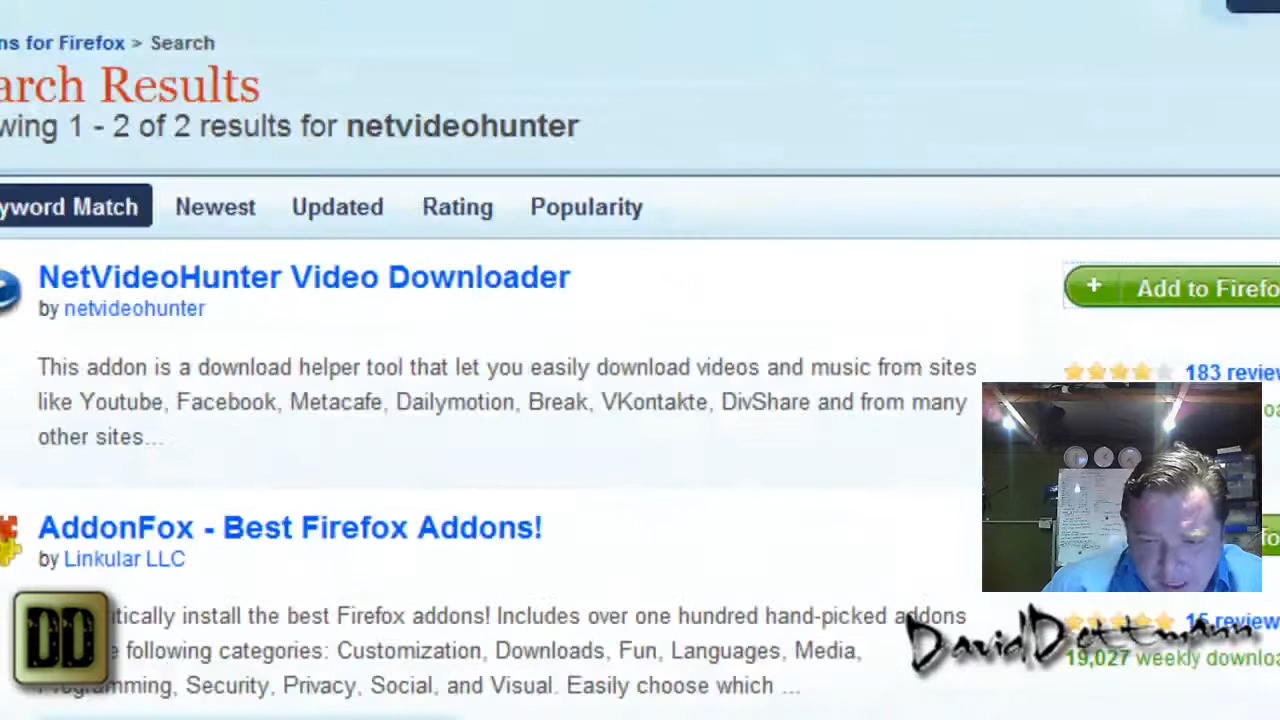 ns for Firefox > Search
arch Results
wing 1 - 2 of 2 results for netvideohunter
yword Match Newest Updated Rating Popularity
NetVideoHunter Video Downloader
by netvideohunter
Add to Firefo
This addon is a download helper tool that let you easily download videos and music from sites
like Youtube, Facebook, Metacafe, Dailymotion, Break, VKontakte, DivShare and from many
other sites...
183 review
AddonFox - Best Firefox Addons!
by Linkular LLC
tically install the best Firefox addons! Includes over one hundred hand-picked addons
e following categories: Customization, Downloads, Fun, Languages, Media,
Programming, Security, Privacy, Social, and Visual. Easily choose which ...
15 review
19,027 weekly downloa
DD
David Dettmann